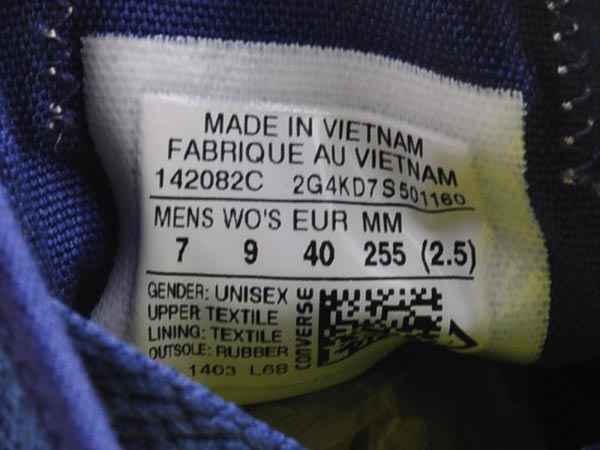 MADE IN VIETNAM
FABRIQUE AU VIETNAM
142082C 2G4KD7S501160
MENS WO'S EUR MM
7 9 40 255 (2.5)
GENDER: UNISEX
UPPER TEXTILE
LINING: TEXTILE
OUTSOLE: RUBBER
1403 L68
CONVERSE